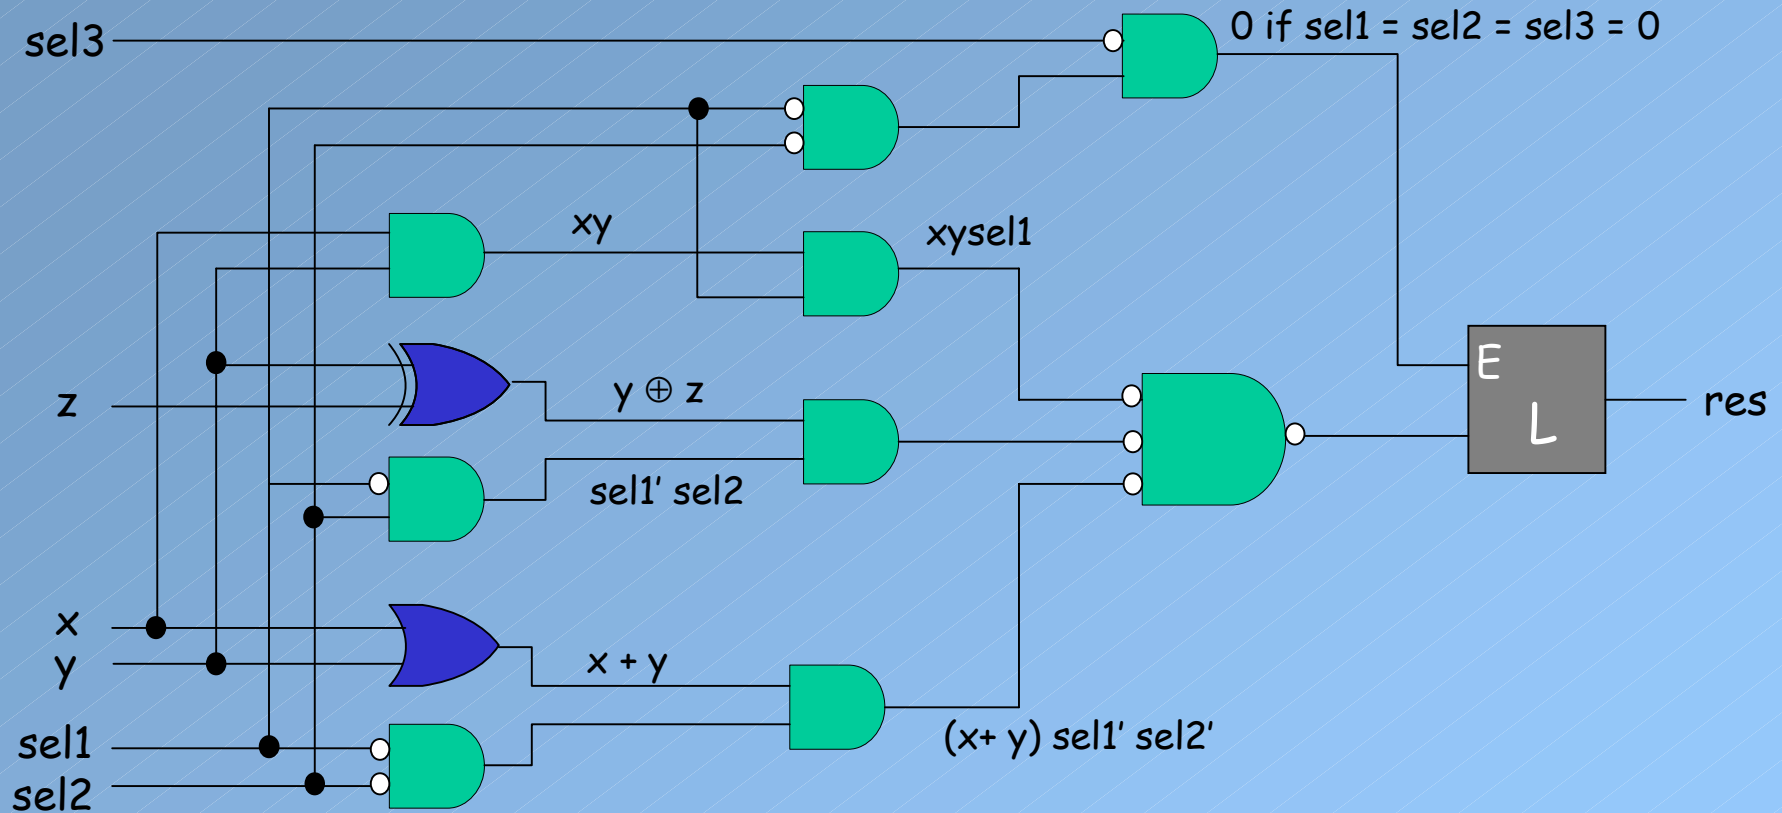 sel3
0 if sel1 = sel2 = sel3 = 0
xy
xysel1
E
z
y ⊕ z
L
res
sel1' sel2
x
y
x + y
sel1
(x+ y) sel1' sel2'
sel2